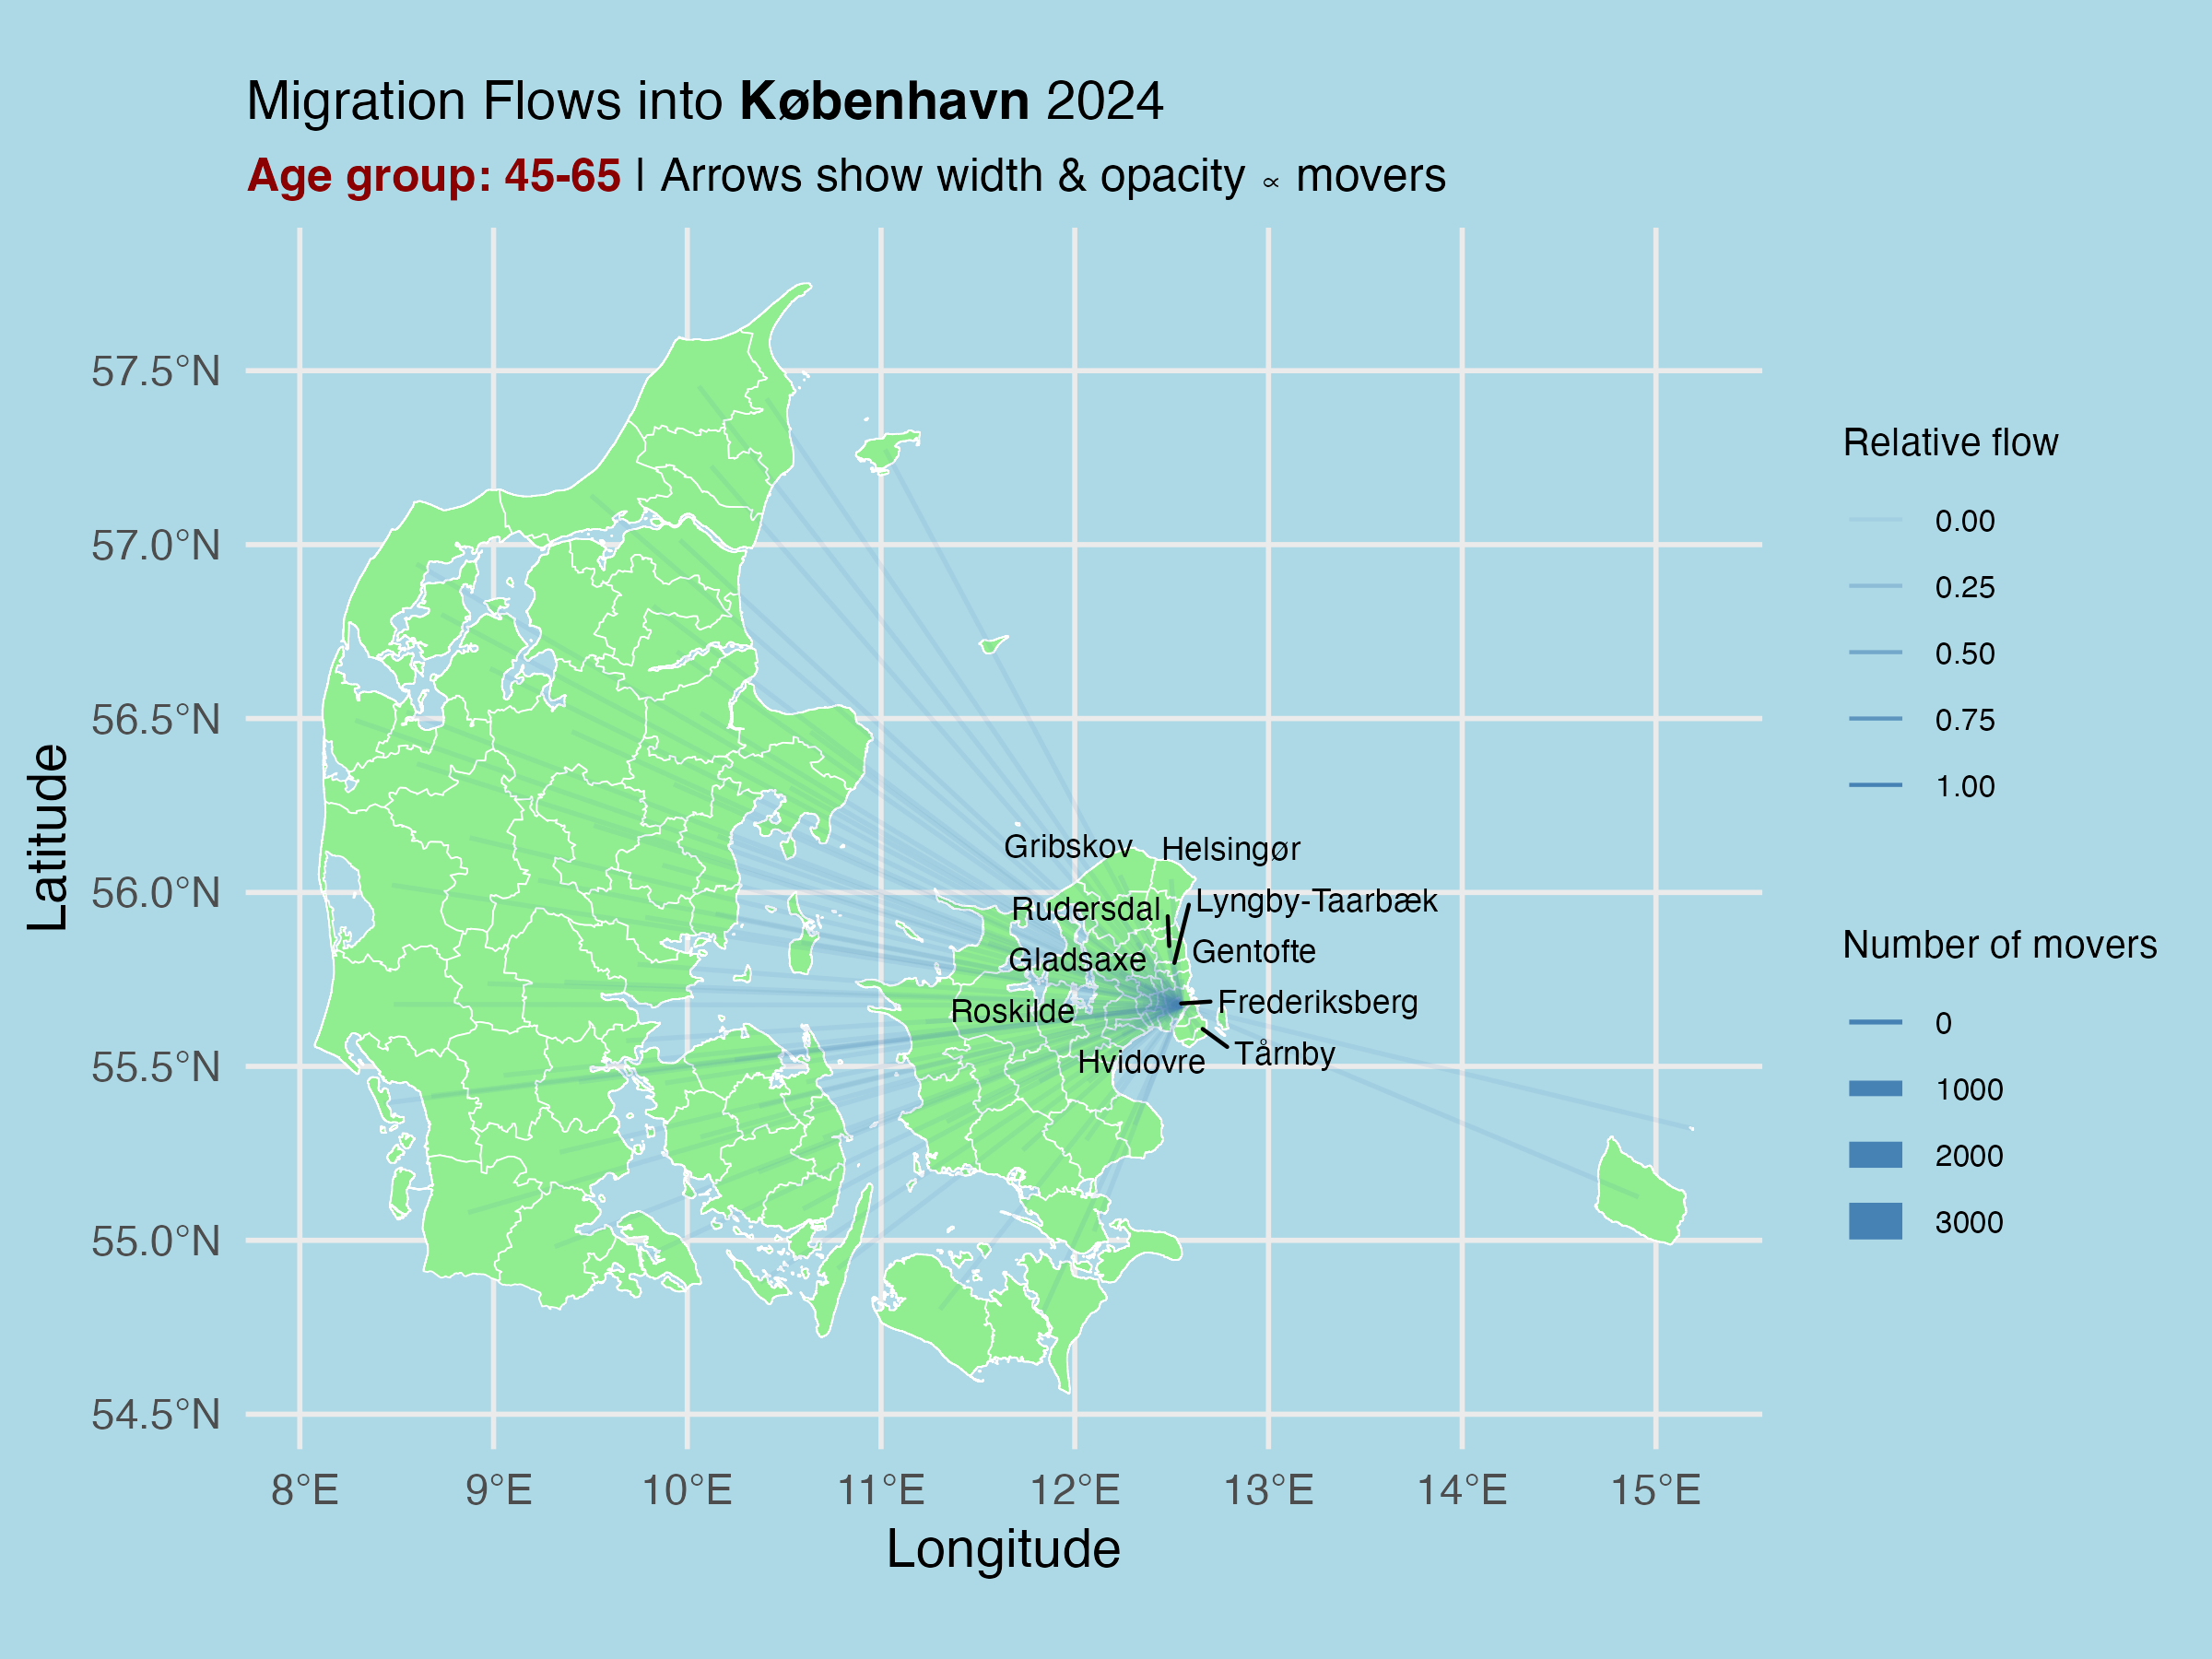 Migration Flows into København 2024
Age group: 45-65 | Arrows show width & opacity ∝ movers
Latitude
57.5°N
57.0°N
56.5°N
56.0°N
55.5°N
55.0°N
54.5°N
Gribskov
Helsingør
Rudersdal
Lyngby-Taarbæk
Gladsaxe
Gentofte
Roskilde
Frederiksberg
Hvidovre
Tårnby
8°E
9°E
10°E
11°E
12°E
13°E
14°E
15°E
Longitude
Relative flow
0.00
0.25
0.50
0.75
1.00
Number of movers
0
1000
2000
3000